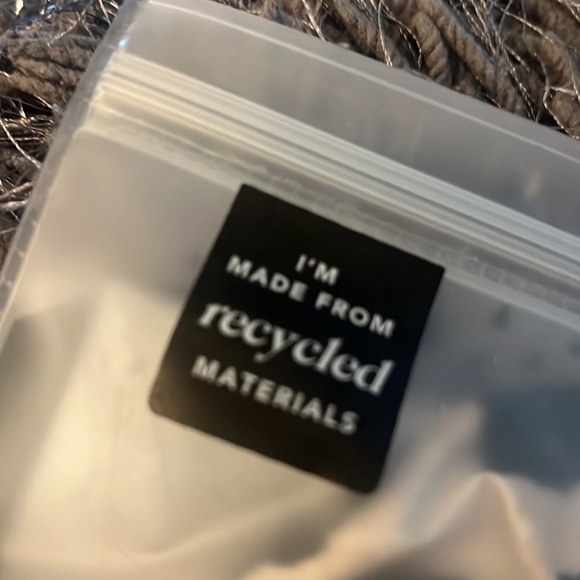 I'M
MADE FROM
recycled
MATERIALS